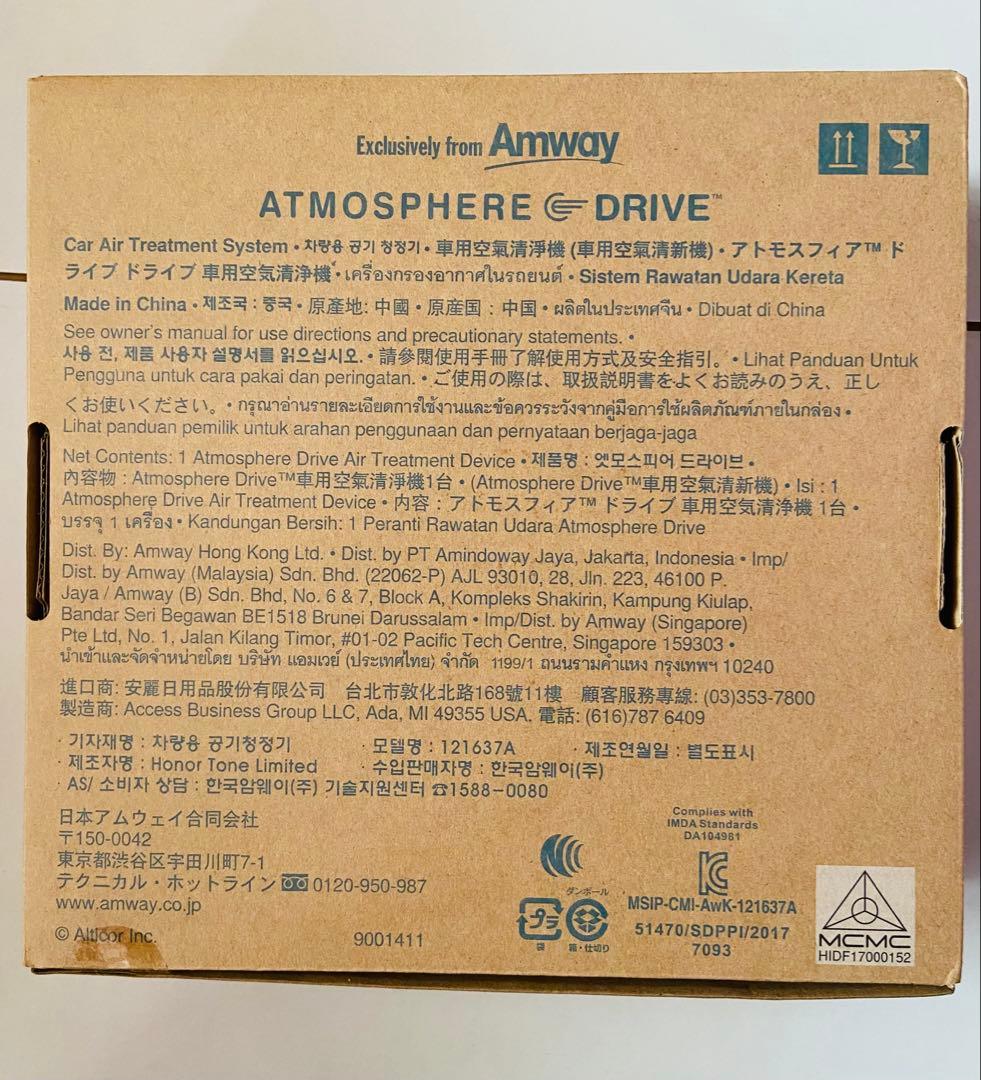 Exclusively from Amway
ATMOSPHERE DRIVE™
Car Air Treatment System • 차량용 공기 청정기 • 車用空氣清淨機 (車用空氣清新機) • アトモスフィア™ ド
ライブ ドライブ 車用空気清浄機 • เครื่องกรองอากาศในรถยนต์ • Sistem Rawatan Udara Kereta
Made in China • 제조국 : 중국 • 原產地: 中國 • 原産国 : 中国 • ผลิตในประเทศจีน • Dibuat di China
See owner's manual for use directions and precautionary statements. •
사용 전, 제품 사용자 설명서를 읽으십시오. • 請參閱使用手冊了解使用方式及安全指引。 • Lihat Panduan Untuk
Pengguna untuk cara pakai dan peringatan. • ご使用の際は、取扱説明書をよくお読みのうえ、正し
くお使いください。 • กรุณาอ่านรายละเอียดการใช้งานและข้อควรระวังจากคู่มือการใช้ผลิตภัณฑ์ภายในกล่อง •
Lihat panduan pemilik untuk arahan penggunaan dan pernyataan berjaga-jaga
Net Contents: 1 Atmosphere Drive Air Treatment Device • 제품명 : 앳모스피어 드라이브 •
內容物 : Atmosphere Drive™車用空氣清淨機1台 • (Atmosphere Drive™車用空氣清新機) • Isi : 1
Atmosphere Drive Air Treatment Device • 内容 : アトモスフィア™ ドライブ 車用空気清浄機 1台 •
บรรจุ 1 เครื่อง • Kandungan Bersih: 1 Peranti Rawatan Udara Atmosphere Drive
Dist. By: Amway Hong Kong Ltd. • Dist. by PT Amindoway Jaya, Jakarta, Indonesia • Imp/
Dist. by Amway (Malaysia) Sdn. Bhd. (22062-P) AJL 93010, 28, Jln. 223, 46100 P.
Jaya / Amway (B) Sdn. Bhd, No. 6 & 7, Block A, Kompleks Shakirin, Kampung Kiulap,
Bandar Seri Begawan BE1518 Brunei Darussalam • Imp/Dist. by Amway (Singapore)
Pte Ltd, No. 1, Jalan Kilang Timor, #01-02 Pacific Tech Centre, Singapore 159303 •
นำเข้าและจัดจำหน่ายโดย บริษัท แอมเวย์ (ประเทศไทย) จำกัด 1199/1 ถนนรามคำแหง กรุงเทพฯ 10240
進口商: 安麗日用品股份有限公司 台北市敦化北路168號11樓 顧客服務專線: (03)353-7800
製造商: Access Business Group LLC, Ada, MI 49355 USA. 電話: (616)787 6409
· 기자재명 : 차량용 공기청정기 · 모델명 : 121637A · 제조연월일 : 별도표시
· 제조자명 : Honor Tone Limited · 수입판매자명 : 한국암웨이(주)
· AS/ 소비자 상담 : 한국암웨이(주) 기술지원센터 ☎1588-0080
日本アムウェイ合同会社
〒150-0042
東京都渋谷区宇田川町7-1
テクニカル・ホットライン 0120-950-987
www.amway.co.jp
© Alticor Inc.
9001411
プラ
袋
ダンボール
箱・仕切り
Complies with
IMDA Standards
DA104981
MSIP-CMI-AwK-121637A
51470/SDPPI/2017
7093
MCMC
HIDF17000152